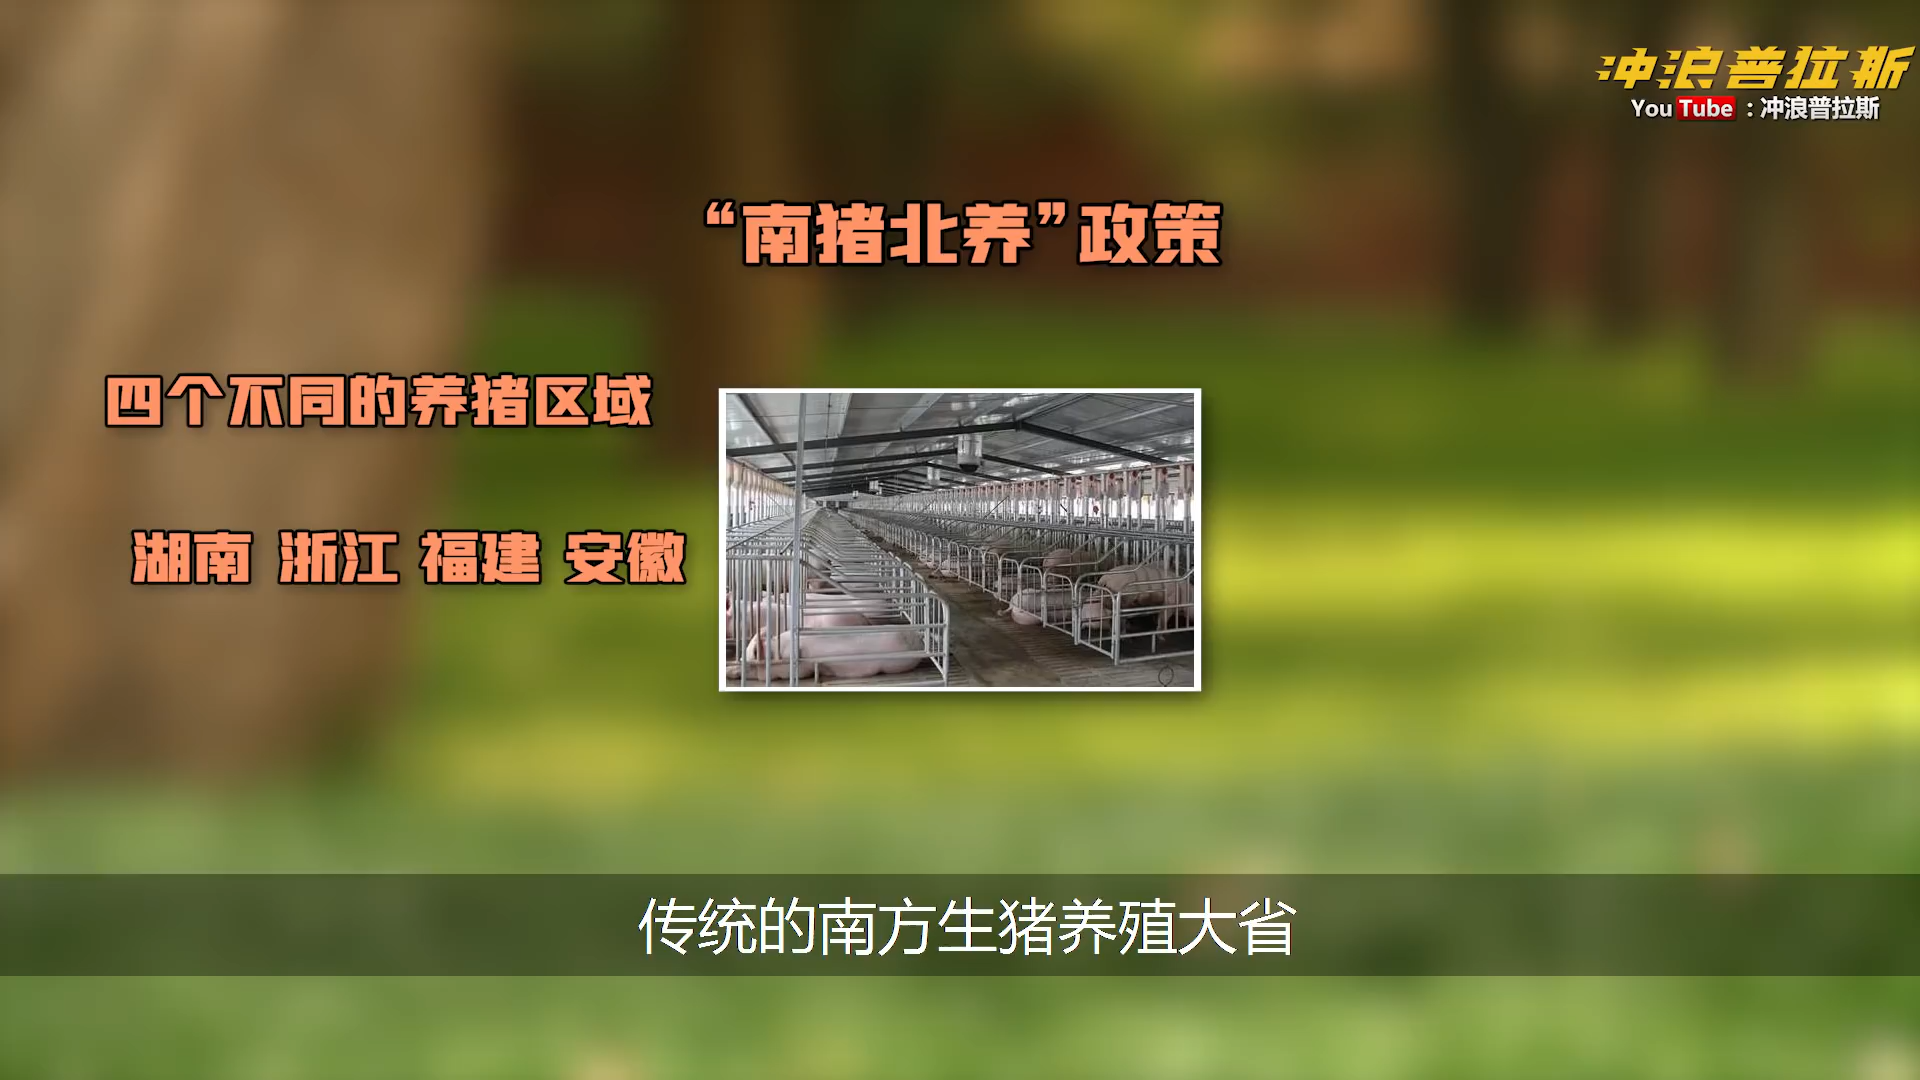 冲浪普拉斯
YouTube：冲浪普拉斯
“南猪北养”政策
四个不同的养猪区域
湖南 浙江 福建 安徽
传统的南方生猪养殖大省